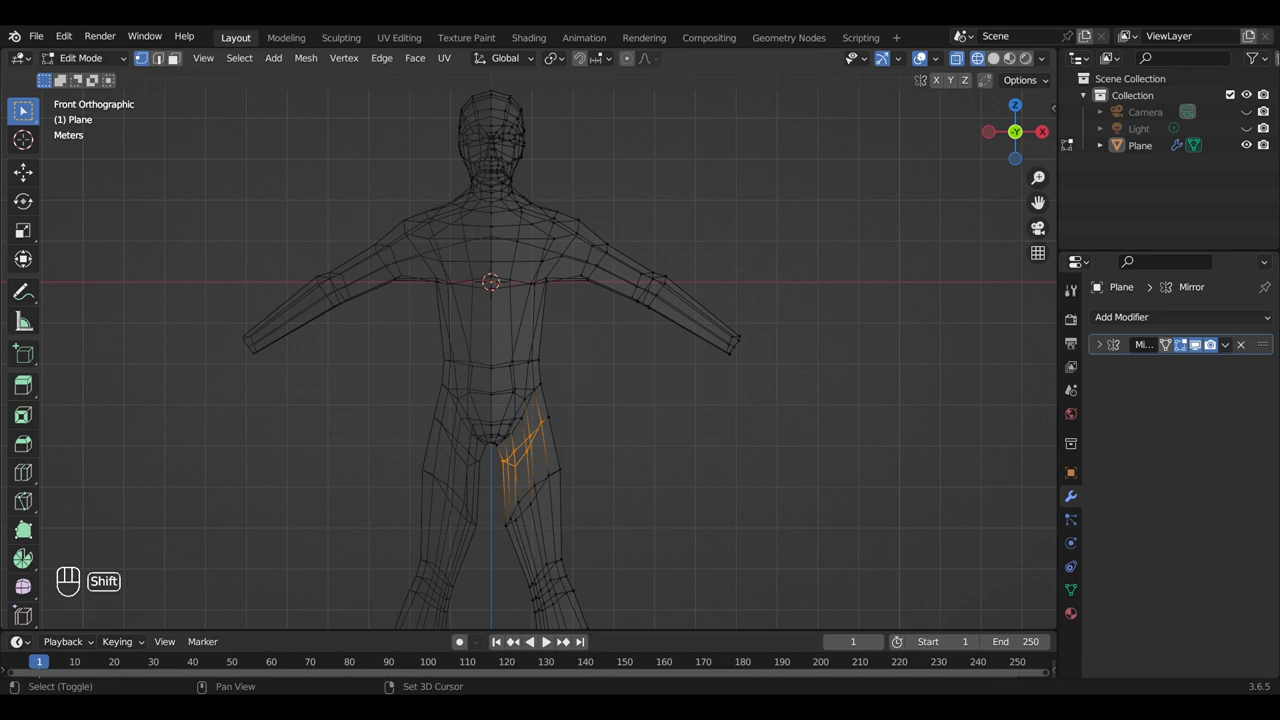 File Edit Render Window Help Layout Modeling Sculpting UV Editing Texture Paint Shading Animation Rendering Compositing Geometry Nodes Scripting + Scene ViewLayer
Edit Mode View Select Add Mesh Vertex Edge Face UV Global
X Y Z Options
Front Orthographic
(1) Plane
Meters
Z
-Y
X
Shift
Scene Collection
Collection
Camera
Light
Plane
Plane > Mirror
Add Modifier
Mi...
Playback Keying View Marker 1 Start 1 End 250
1 10 20 30 40 50 60 70 80 90 100 110 120 130 140 150 160 170 180 190 200 210 220 230 240 250
Select (Toggle) Pan View Set 3D Cursor 3.6.5